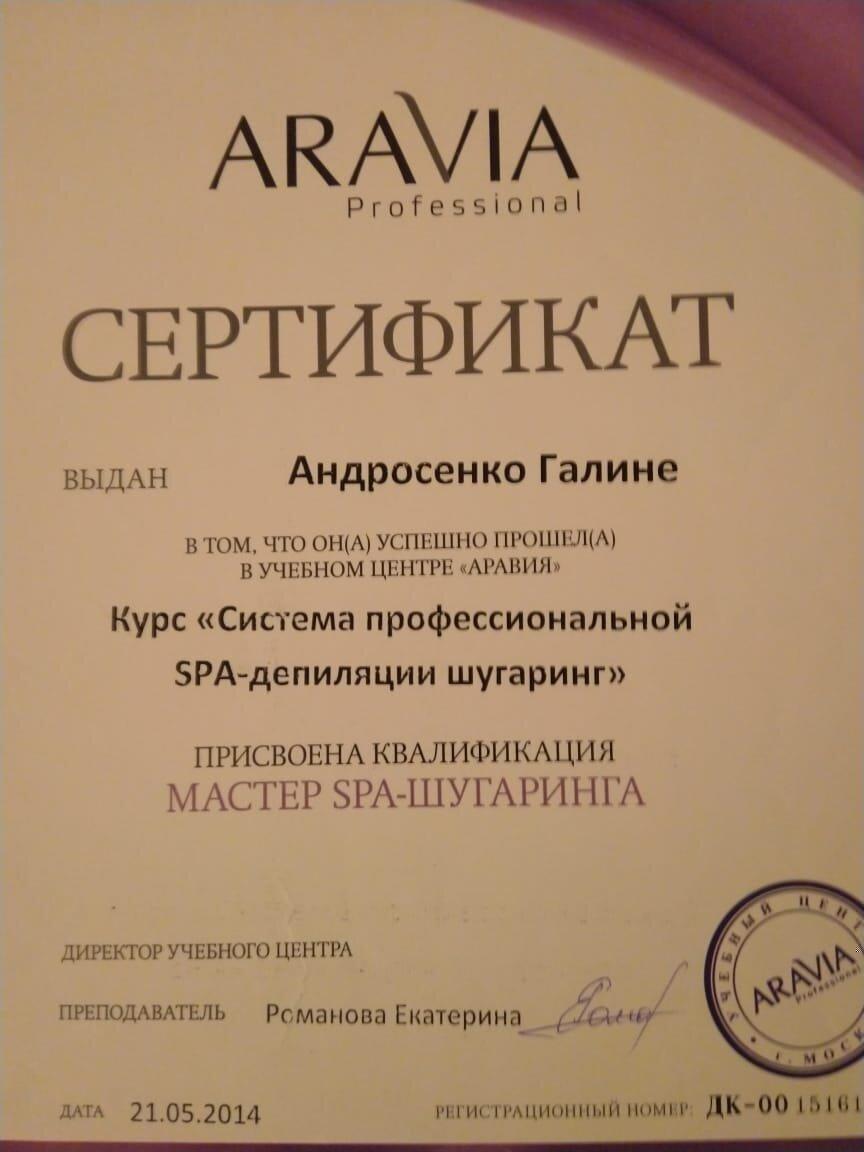 ARAVIA
Professional
СЕРТИФИКАТ
ВЫДАН Андросенко Галине
В ТОМ, ЧТО ОН(А) УСПЕШНО ПРОШЕЛ(А)
В УЧЕБНОМ ЦЕНТРЕ «АРАВИЯ»
Курс «Система профессиональной
SPA-депиляции шугаринг»
ПРИСВОЕНА КВАЛИФИКАЦИЯ
МАСТЕР SPA-ШУГАРИНГА
ДИРЕКТОР УЧЕБНОГО ЦЕНТРА
ПРЕПОДАВАТЕЛЬ Романова Екатерина
УЧЕБНЫЙ
ARAVIA
Professional
ДАТА 21.05.2014
РЕГИСТРАЦИОННЫЙ НОМЕР: ДК-00 15161